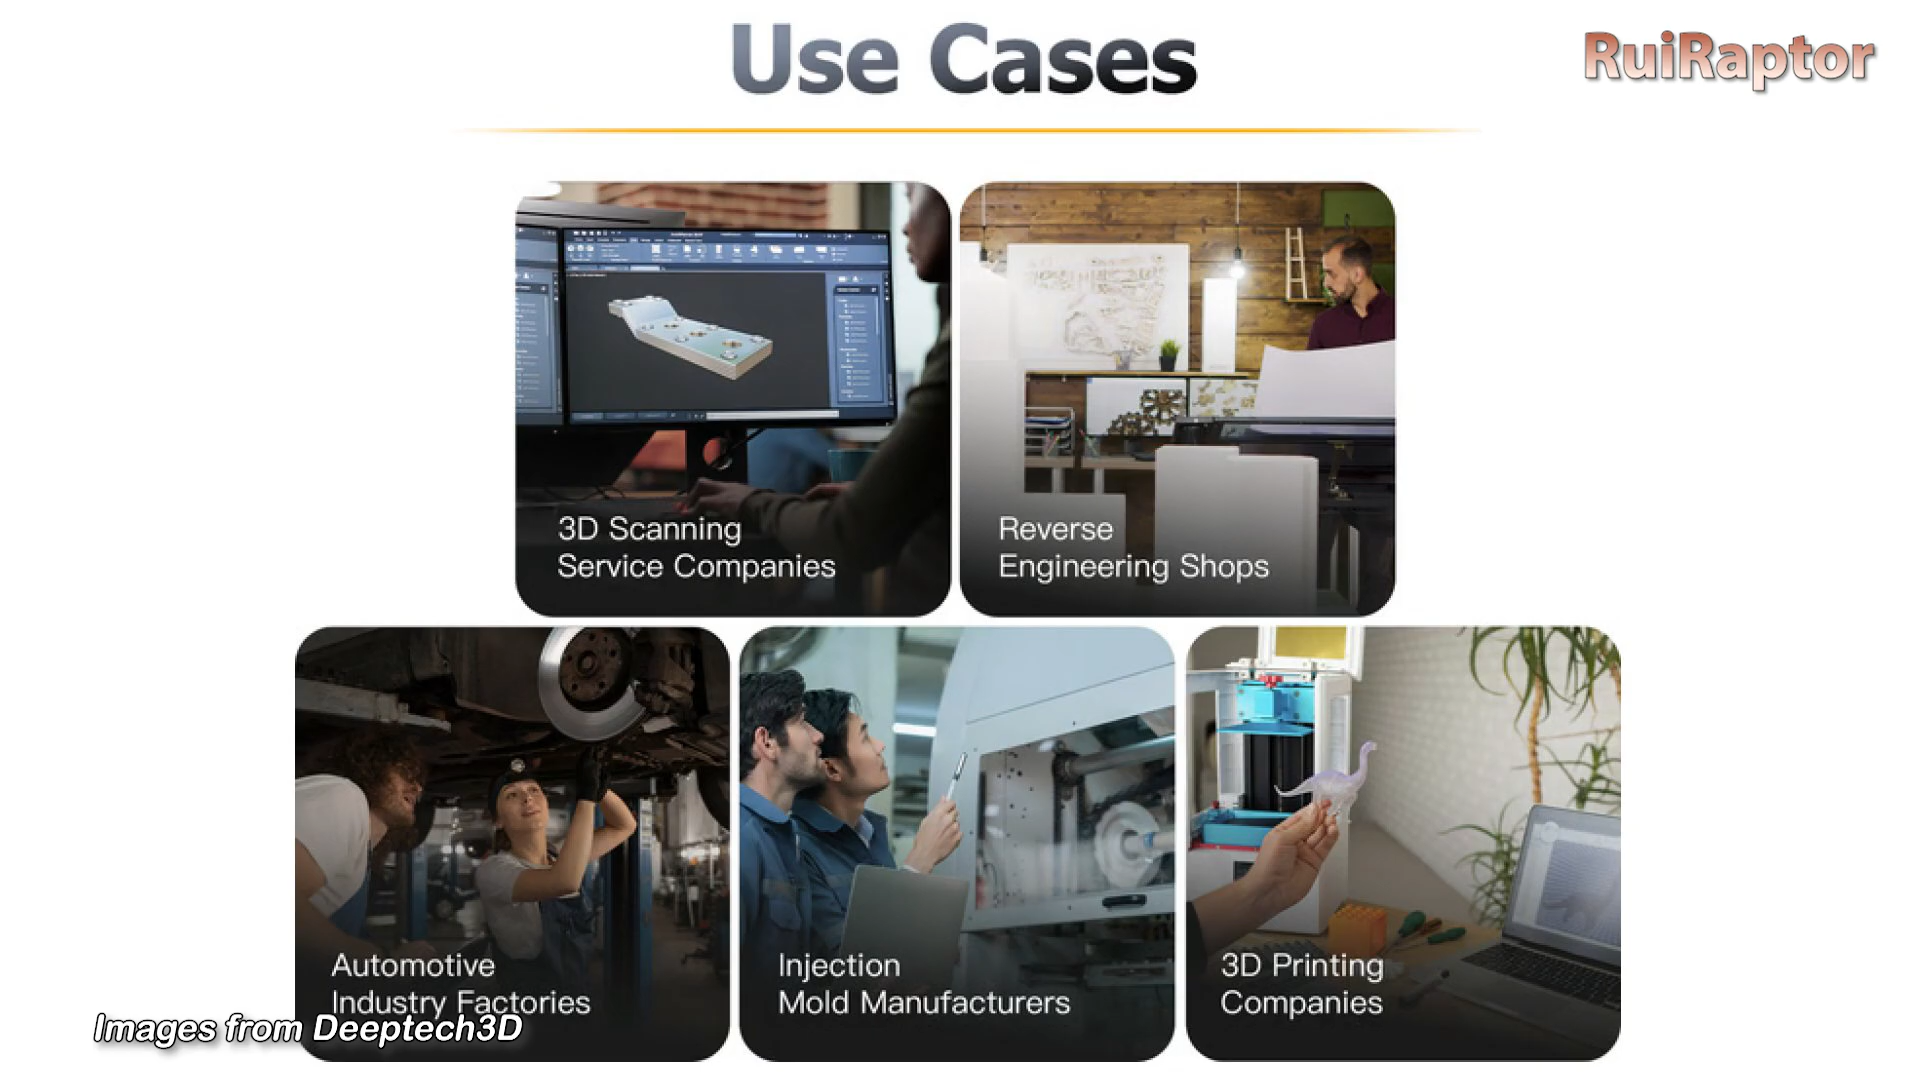 Use Cases
RuiRaptor
3D Scanning
Service Companies
Reverse
Engineering Shops
Automotive
Industry Factories
Injection
Mold Manufacturers
3D Printing
Companies
Images from Deeptech3D